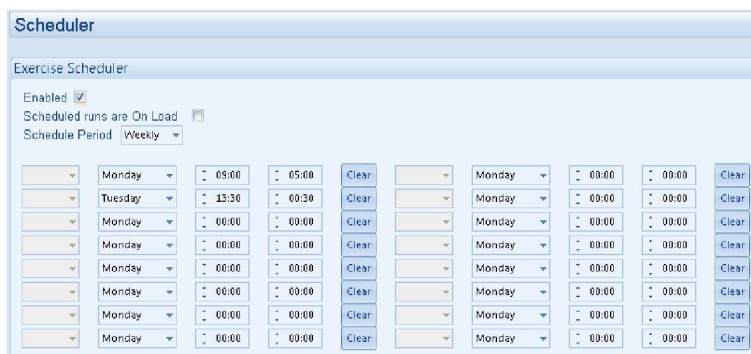 Scheduler
Exercise Scheduler
Enabled
Scheduled runs are On Load
Schedule Period Weekly
Monday 09:00 05:00 Clear Monday 00:00 00:00 Clear
Tuesday 13:30 00:30 Clear Monday 00:00 00:00 Clear
Monday 00:00 00:00 Clear Monday 00:00 00:00 Clear
Monday 00:00 00:00 Clear Monday 00:00 00:00 Clear
Monday 00:00 00:00 Clear Monday 00:00 00:00 Clear
Monday 00:00 00:00 Clear Monday 00:00 00:00 Clear
Monday 00:00 00:00 Clear Monday 00:00 00:00 Clear
Monday 00:00 00:00 Clear Monday 00:00 00:00 Clear